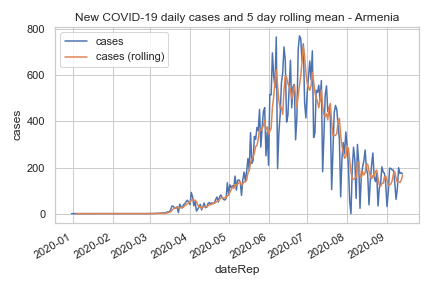 New COVID-19 daily cases and 5 day rolling mean - Armenia
cases
cases (rolling)
800
600
400
200
0
cases
2020-01
2020-02
2020-03
2020-04
2020-05
2020-06
2020-07
2020-08
2020-09
dateRep